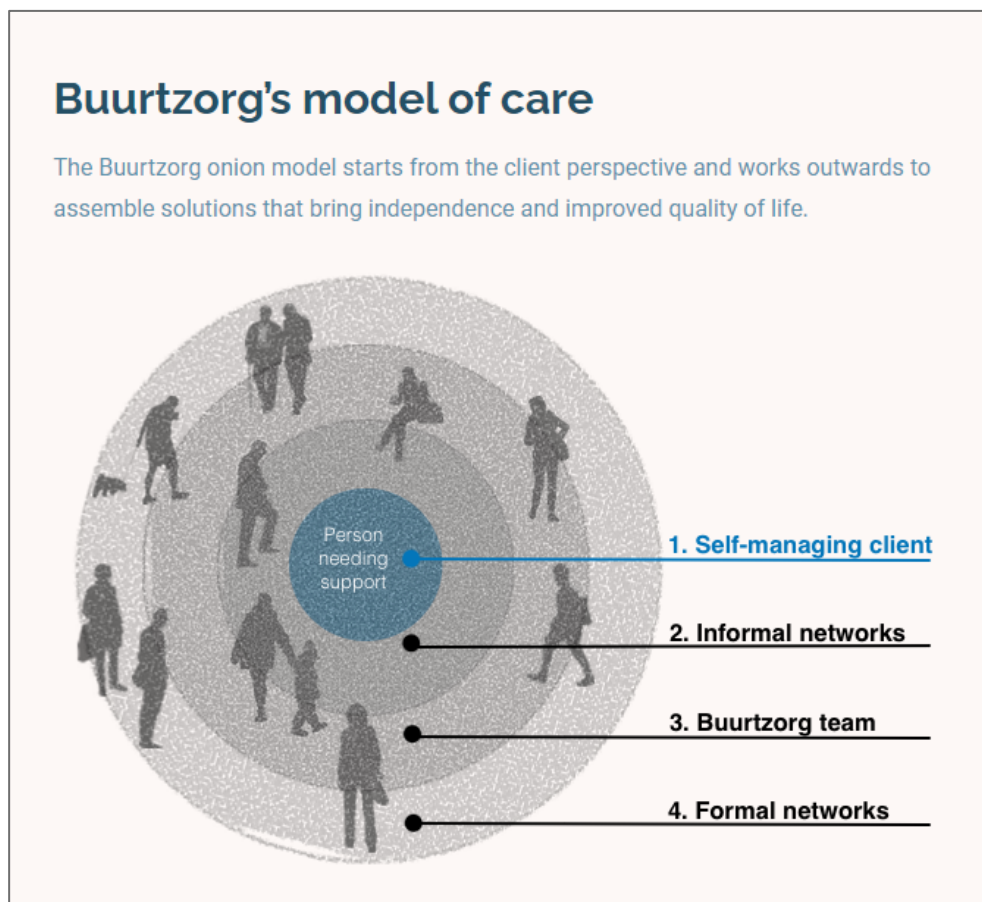 Buurtzorg’s model of care
The Buurtzorg onion model starts from the client perspective and works outwards to
assemble solutions that bring independence and improved quality of life.
Person
needing
support
1. Self-managing client
2. Informal networks
3. Buurtzorg team
4. Formal networks